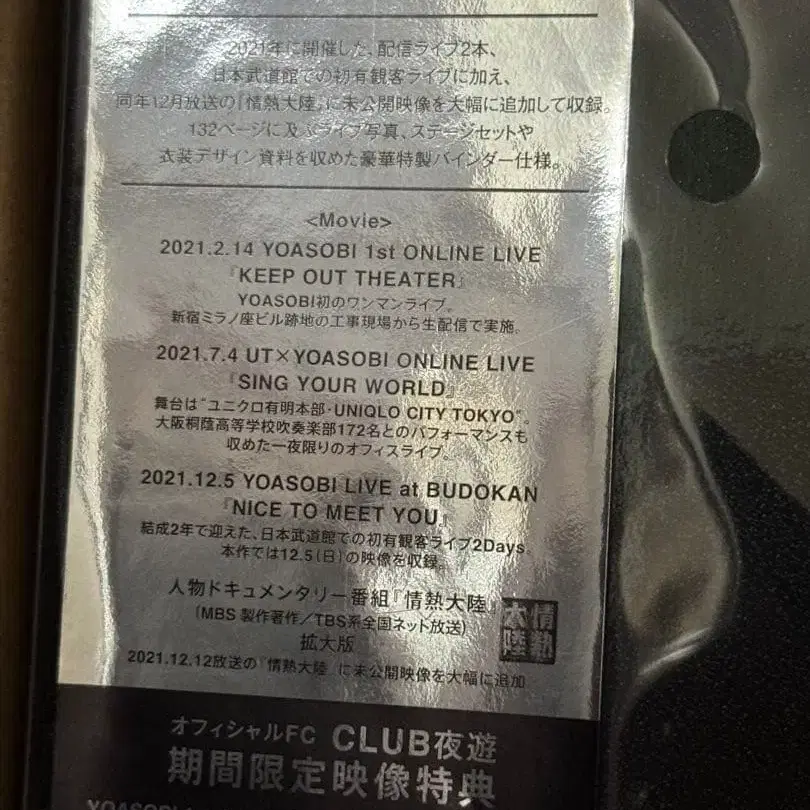 2021年に開催した、配信ライブ2本、
日本武道館での初有観客ライブに加え、
同年12月放送の『情熱大陸』に未公開映像を大幅に追加して収録。
132ページに及ぶライブ写真、ステージセットや
衣装デザイン資料を収めた豪華特製バインダー仕様。
<Movie>
2021.2.14 YOASOBI 1st ONLINE LIVE
『KEEP OUT THEATER』
YOASOBI初のワンマンライブ。
新宿ミラノ座ビル跡地の工事現場から生配信で実施。
2021.7.4 UT×YOASOBI ONLINE LIVE
『SING YOUR WORLD』
舞台は“ユニクロ有明本部・UNIQLO CITY TOKYO”。
大阪桐蔭高等学校吹奏楽部172名とのパフォーマンスも
収めた一夜限りのオフィスライブ。
2021.12.5 YOASOBI LIVE at BUDOKAN
『NICE TO MEET YOU』
結成2年で迎えた、日本武道館での初有観客ライブ2Days。
本作では12.5(日)の映像を収録。
人物ドキュメンタリー番組『情熱大陸』
(MBS 製作著作/TBS系全国ネット放送)
拡大版
情熱大陸
2021.12.12放送の『情熱大陸』に未公開映像を大幅に追加
オフィシャルFC CLUB夜遊
期間限定映像特典